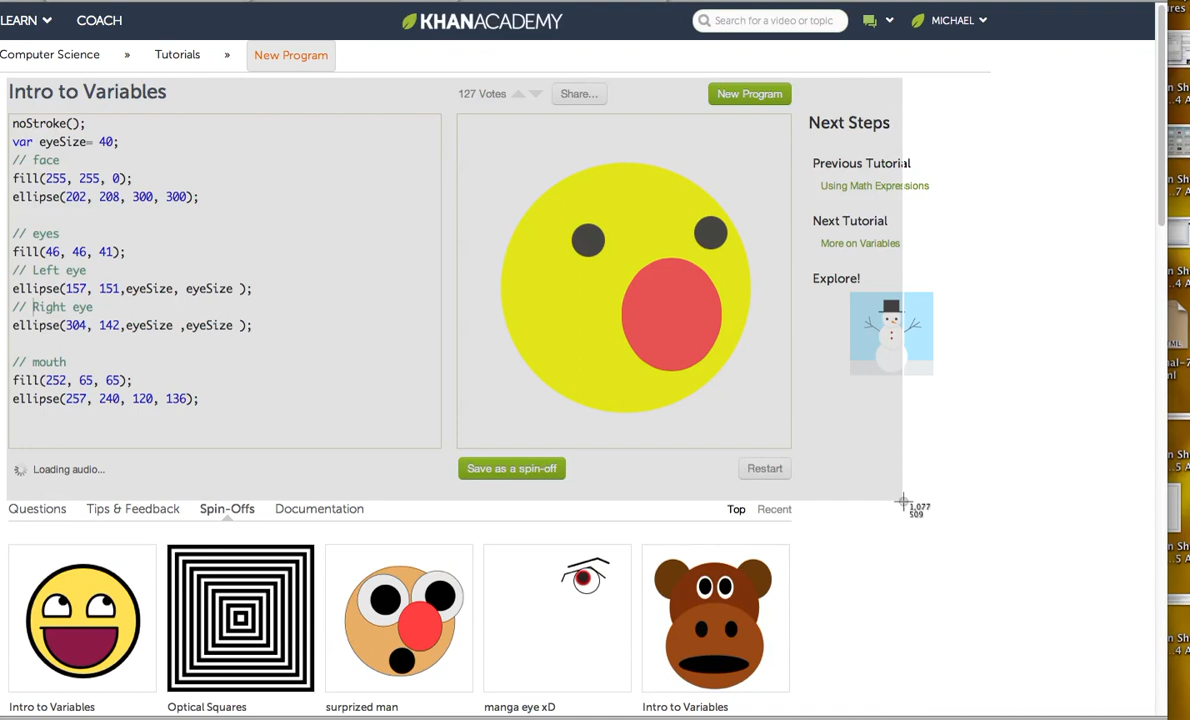 LEARN COACH KHANACADEMY Search for a video or topic MICHAEL
Computer Science » Tutorials » New Program
Intro to Variables 127 Votes Share... New Program
noStroke();
var eyeSize= 40;
// face
fill(255, 255, 0);
ellipse(202, 208, 300, 300);
// eyes
fill(46, 46, 41);
// Left eye
ellipse(157, 151,eyeSize, eyeSize );
// Right eye
ellipse(304, 142,eyeSize ,eyeSize );
// mouth
fill(252, 65, 65);
ellipse(257, 240, 120, 136);
Next Steps
Previous Tutorial
Using Math Expressions
Next Tutorial
More on Variables
Explore!
Loading audio... Save as a spin-off Restart
1,077
509
Questions Tips & Feedback Spin-Offs Documentation Top Recent
Intro to Variables Optical Squares surprized man manga eye xD Intro to Variables